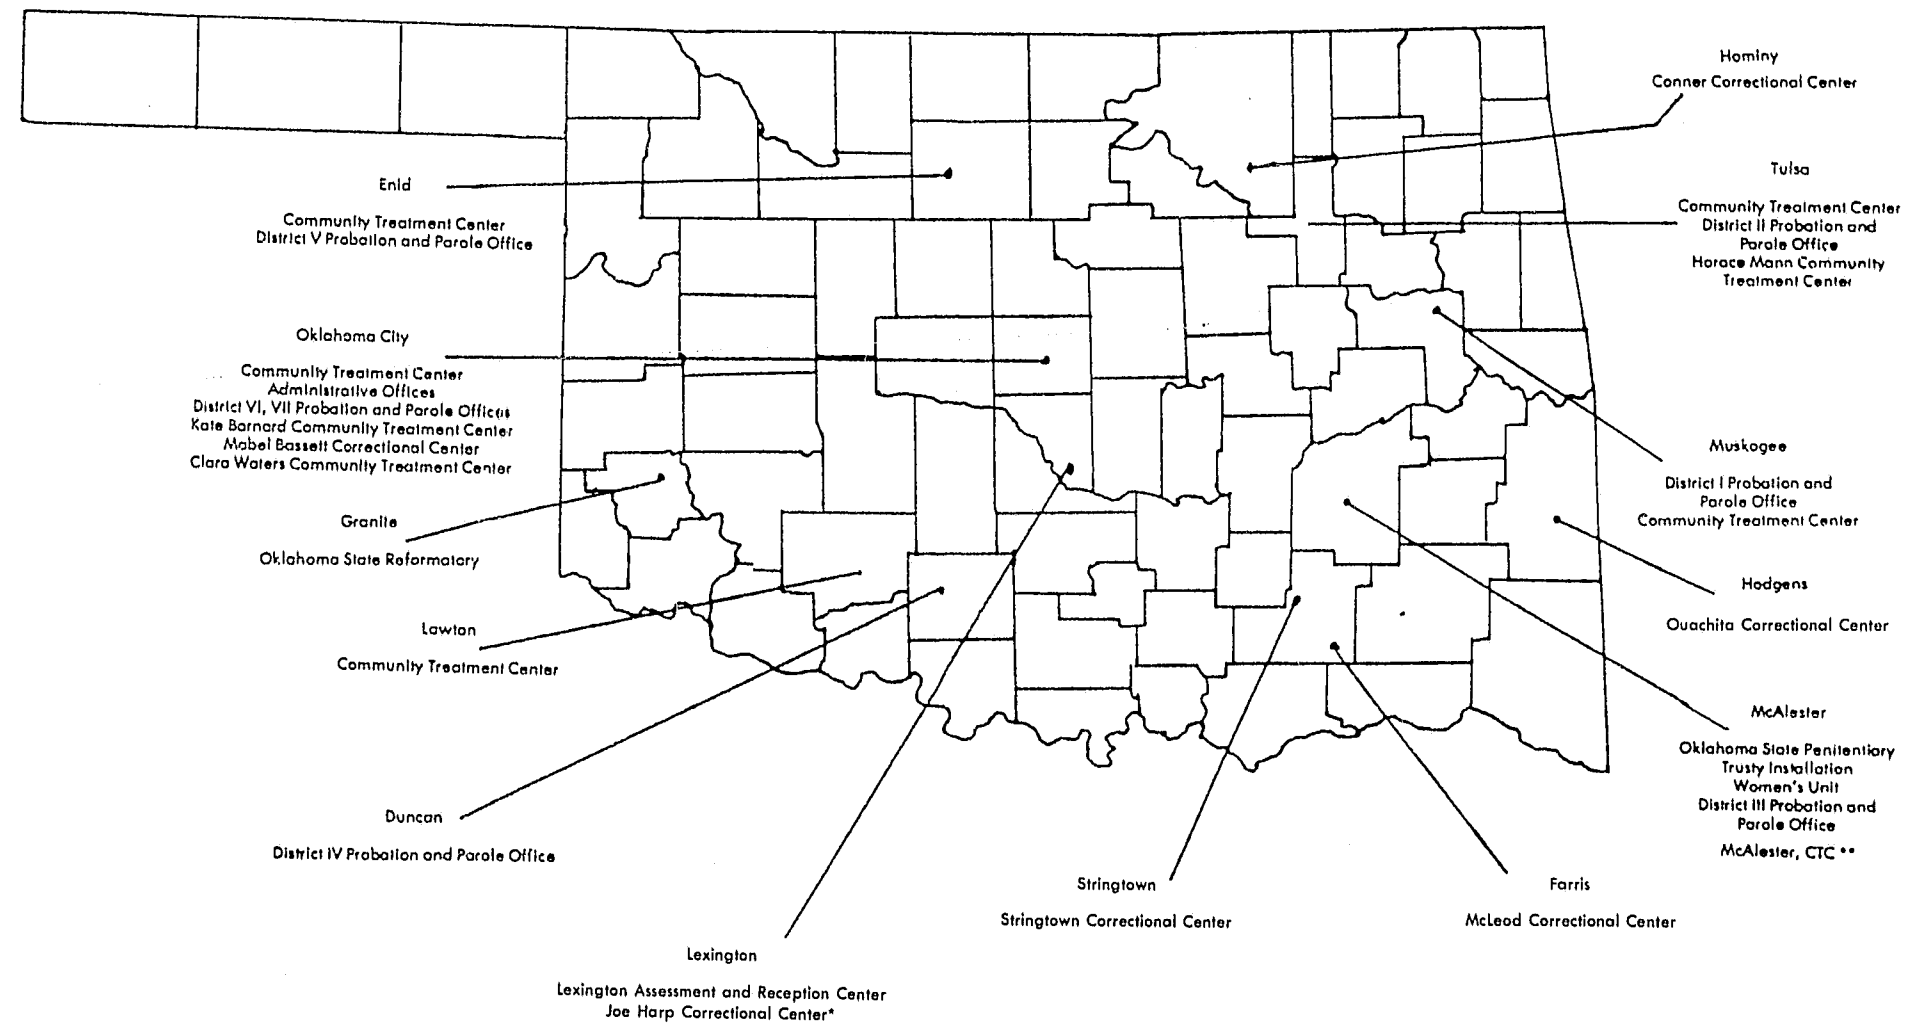 Hominy
Conner Correctional Center
Tulsa
Community Treatment Center
District II Probation and
Parole Office
Horace Mann Community
Treatment Center
Enid
Community Treatment Center
District V Probation and Parole Office
Oklahoma City
Community Treatment Center
Administrative Offices
District VI, VII Probation and Parole Offices
Kate Barnard Community Treatment Center
Mabel Bassett Correctional Center
Clara Waters Community Treatment Center
Muskogee
District I Probation and
Parole Office
Community Treatment Center
Granite
Oklahoma State Reformatory
Hodgens
Ouachita Correctional Center
Lawton
Community Treatment Center
McAlester
Oklahoma State Penitentiary
Trusty Installation
Women's Unit
District III Probation and
Parole Office
McAlester, CTC **
Duncan
District IV Probation and Parole Office
Stringtown
Stringtown Correctional Center
Farris
McLeod Correctional Center
Lexington
Lexington Assessment and Reception Center
Joe Harp Correctional Center*